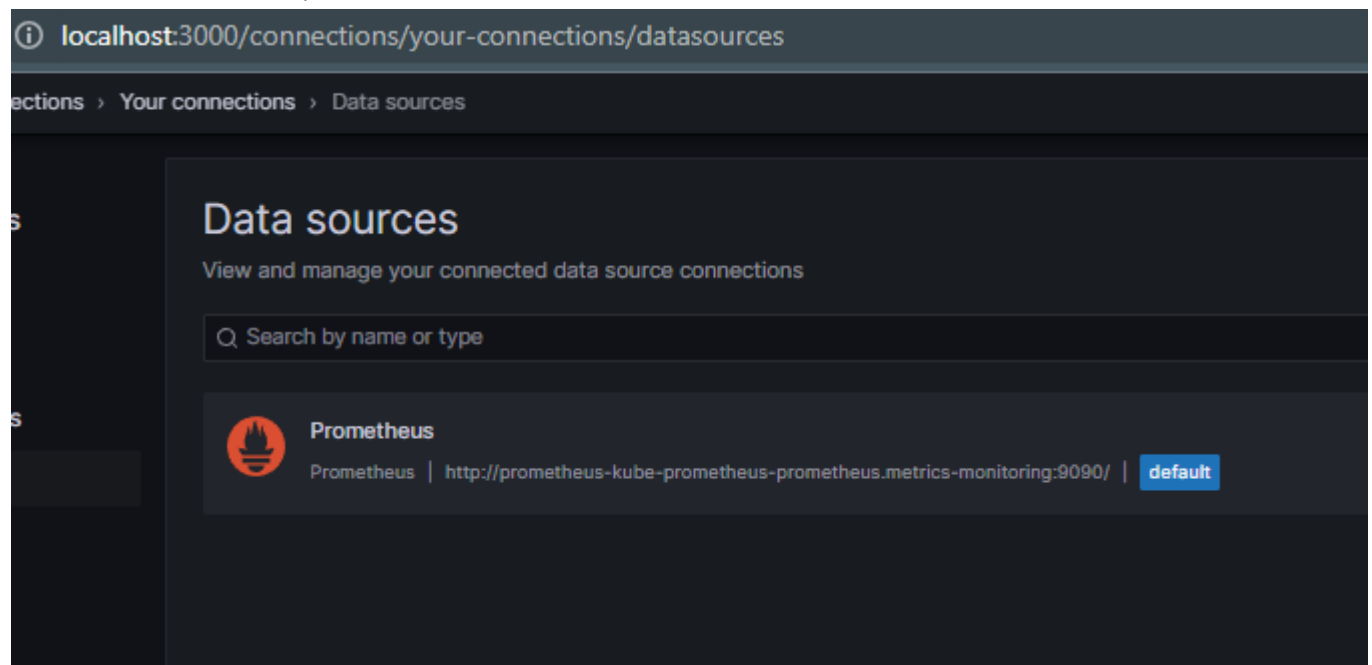 localhost:3000/connections/your-connections/datasources
ections › Your connections › Data sources
s
Data sources
View and manage your connected data source connections
Search by name or type
s
Prometheus
Prometheus | http://prometheus-kube-prometheus-prometheus.metrics-monitoring:9090/ | default